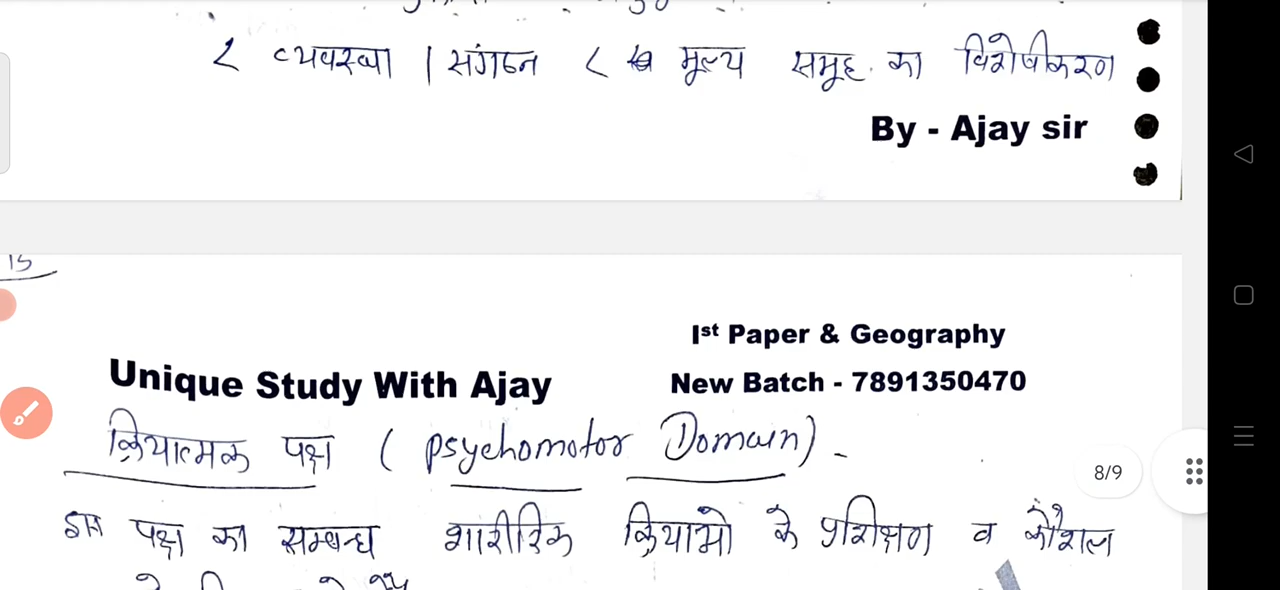 < व्यवस्था / संगठन < मूल्य समूह का विशेषीकरण
By - Ajay sir
15
Ist Paper & Geography
Unique Study With Ajay
New Batch - 7891350470
क्रियात्मक पक्ष ( Psychomotor Domain) -
8/9
इस पक्ष का सम्बन्ध शारीरिक क्रियाओ के प्रशिक्षण व कौशल